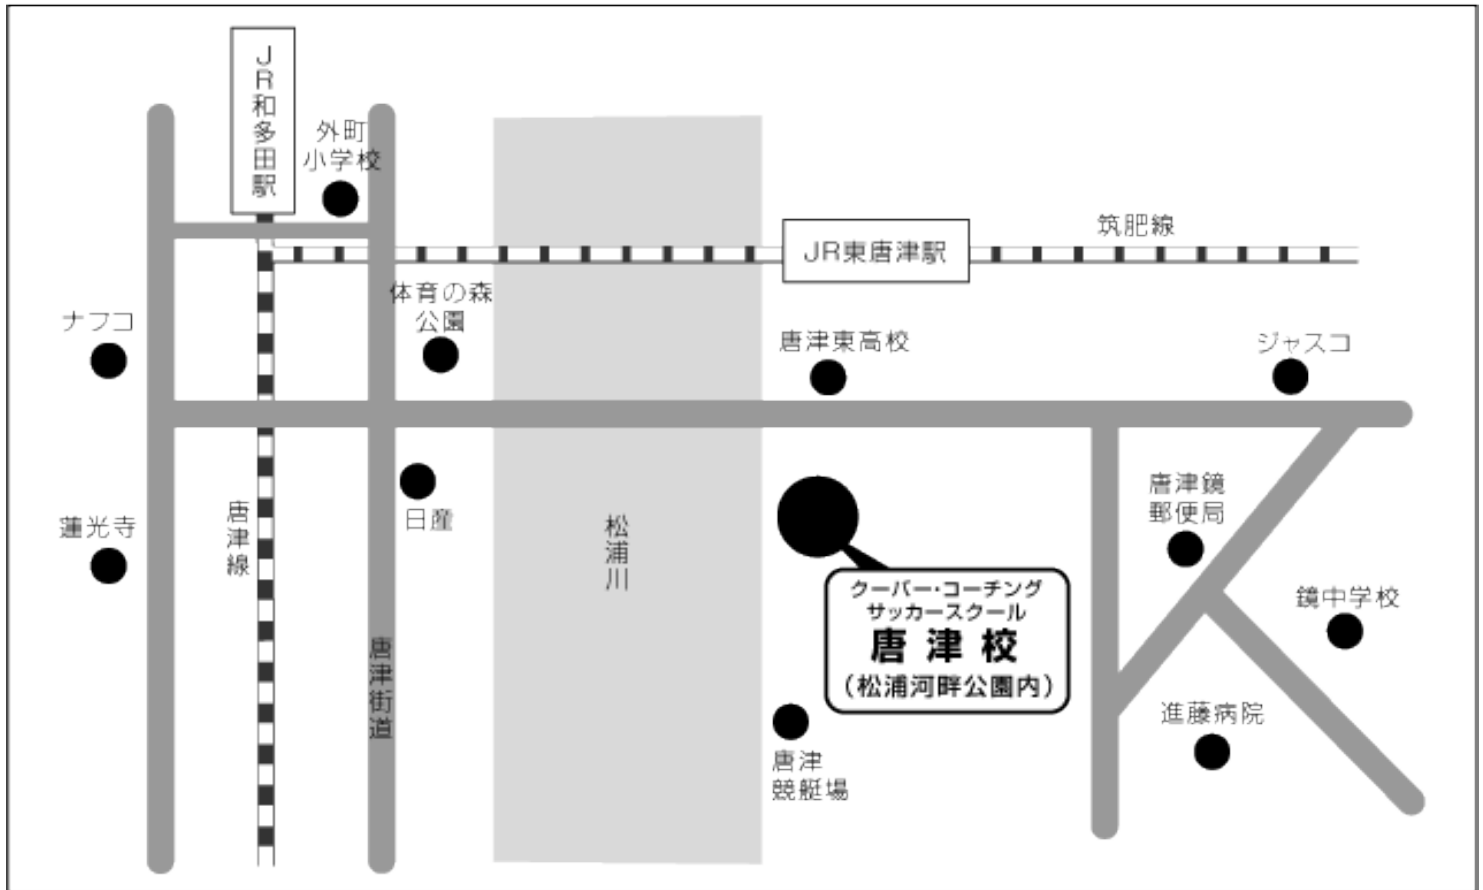 JR和多田駅
外町
小学校
筑肥線
JR東唐津駅
体育の森
公園
ナフコ
唐津東高校
ジャスコ
唐津鏡
郵便局
日産
蓮光寺
唐津線
松浦川
クーバー・コーチング
サッカースクール
唐津校
（松浦河畔公園内）
鏡中学校
唐津街道
進藤病院
唐津
競艇場